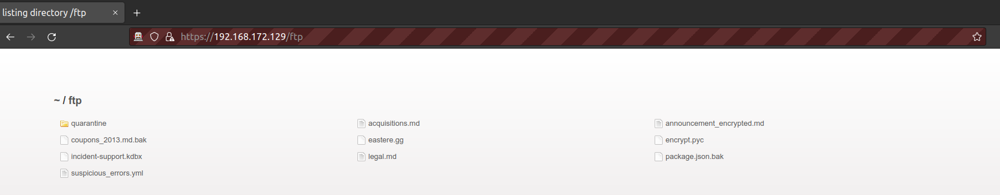 listing directory /ftp
https://192.168.172.129/ftp
~ / ftp
quarantine acquisitions.md announcement_encrypted.md
coupons_2013.md.bak eastere.gg encrypt.pyc
incident-support.kdbx legal.md package.json.bak
suspicious_errors.yml